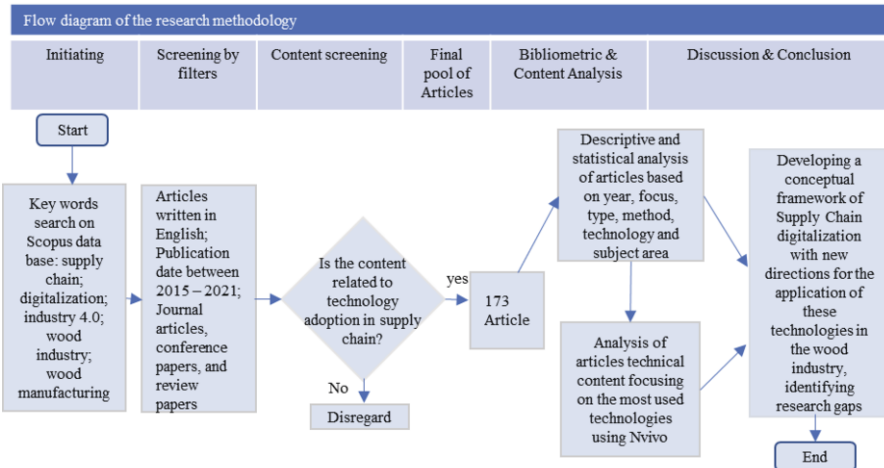 Flow diagram of the research methodology
Initiating
Screening by
filters
Content screening
Final
pool of
Articles
Bibliometric &
Content Analysis
Discussion & Conclusion
Start
Key words
search on
Scopus data
base: supply
chain;
digitalization;
industry 4.0;
wood
industry;
wood
manufacturing
Articles
written in
English;
Publication
date between
2015 – 2021;
Journal
articles,
conference
papers, and
review
papers
Is the content
related to
technology
adoption in supply
chain?
yes
No
Disregard
173
Article
Descriptive and
statistical analysis
of articles based
on year, focus,
type, method,
technology and
subject area
Analysis of
articles technical
content focusing
on the most used
technologies
using Nvivo
Developing a
conceptual
framework of
Supply Chain
digitalization
with new
directions for the
application of
these
technologies in
the wood
industry,
identifying
research gaps
End